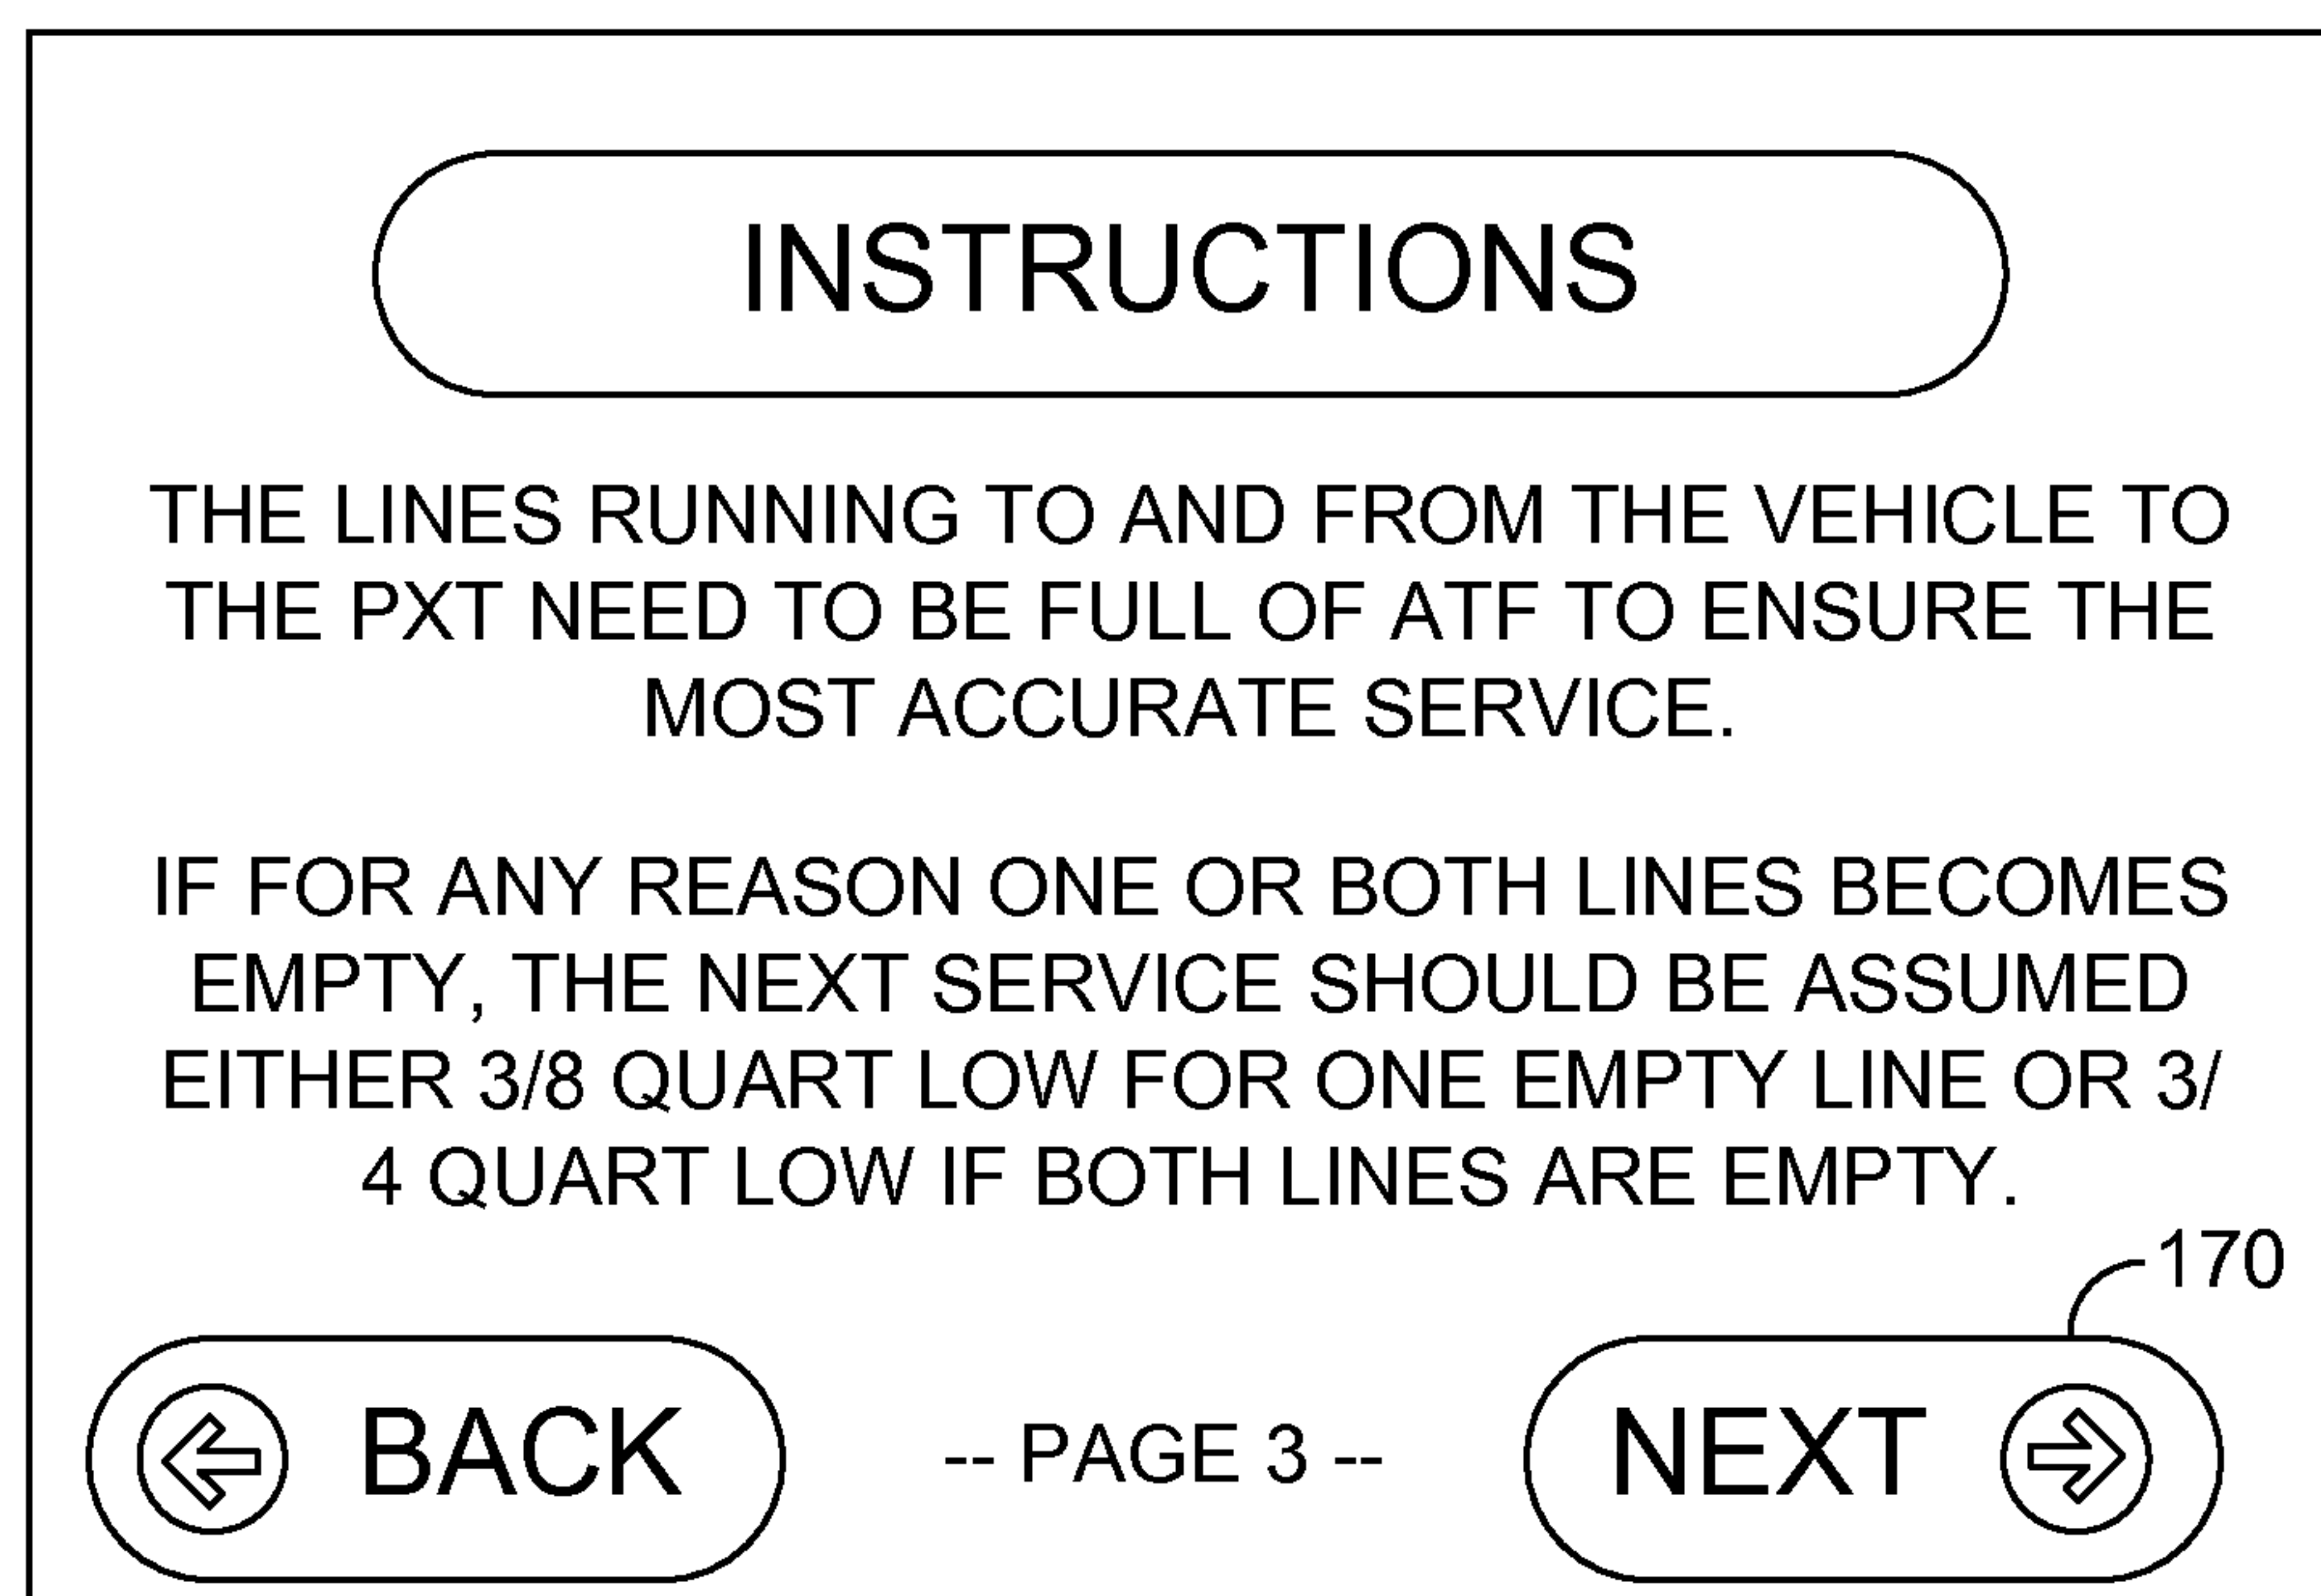 INSTRUCTIONS
THE LINES RUNNING TO AND FROM THE VEHICLE TO
THE PXT NEED TO BE FULL OF ATF TO ENSURE THE
MOST ACCURATE SERVICE.
IF FOR ANY REASON ONE OR BOTH LINES BECOMES
EMPTY, THE NEXT SERVICE SHOULD BE ASSUMED
EITHER 3/8 QUART LOW FOR ONE EMPTY LINE OR 3/
4 QUART LOW IF BOTH LINES ARE EMPTY.
170
BACK -- PAGE 3 -- NEXT